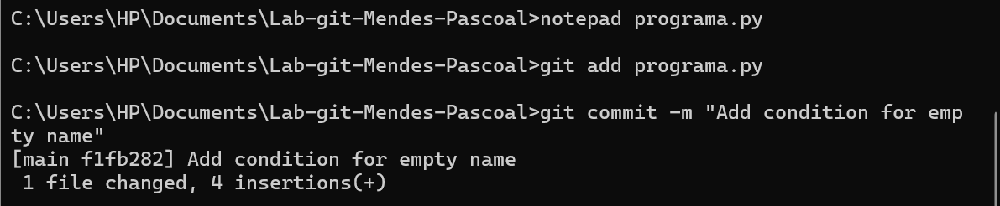 C:\Users\HP\Documents\Lab-git-Mendes-Pascoal>notepad programa.py
C:\Users\HP\Documents\Lab-git-Mendes-Pascoal>git add programa.py
C:\Users\HP\Documents\Lab-git-Mendes-Pascoal>git commit -m "Add condition for emp
ty name"
[main f1fb282] Add condition for empty name
 1 file changed, 4 insertions(+)